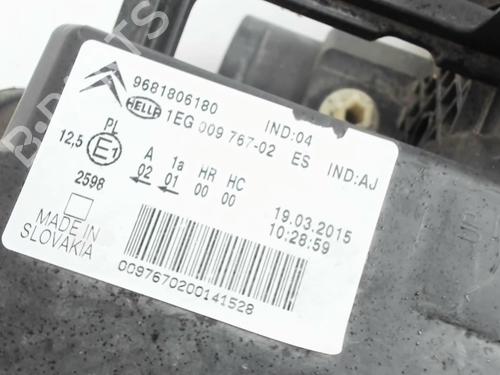 9681806180 IND:04
HELLA 1EG 009 767-02 ES IND:AJ
PL
12,5 E1 A 1a HR HC
2598 02 01 00 00
19.03.2015
10:28:59
MADE IN
SLOVAKIA
0097670200141528